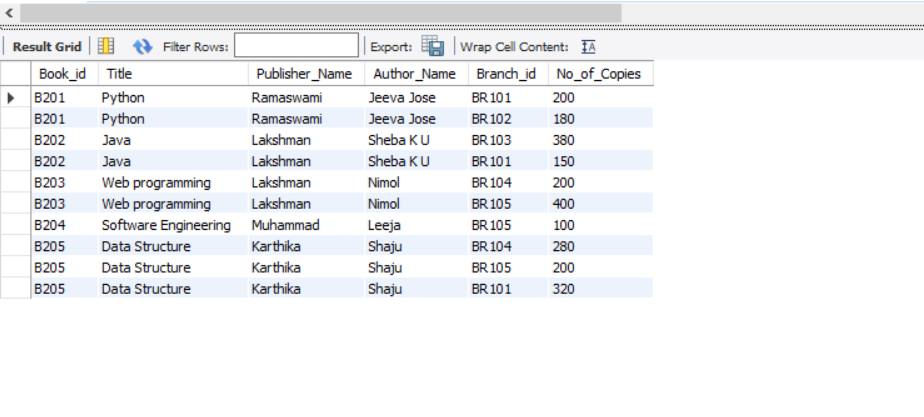 Result Grid Filter Rows: Export: Wrap Cell Content: IA
Book_id Title Publisher_Name Author_Name Branch_id No_of_Copies
B201 Python Ramaswami Jeeva Jose BR101 200
B201 Python Ramaswami Jeeva Jose BR102 180
B202 Java Lakshman Sheba K U BR103 380
B202 Java Lakshman Sheba K U BR101 150
B203 Web programming Lakshman Nimol BR104 200
B203 Web programming Lakshman Nimol BR105 400
B204 Software Engineering Muhammad Leeja BR105 100
B205 Data Structure Karthika Shaju BR104 280
B205 Data Structure Karthika Shaju BR105 200
B205 Data Structure Karthika Shaju BR101 320